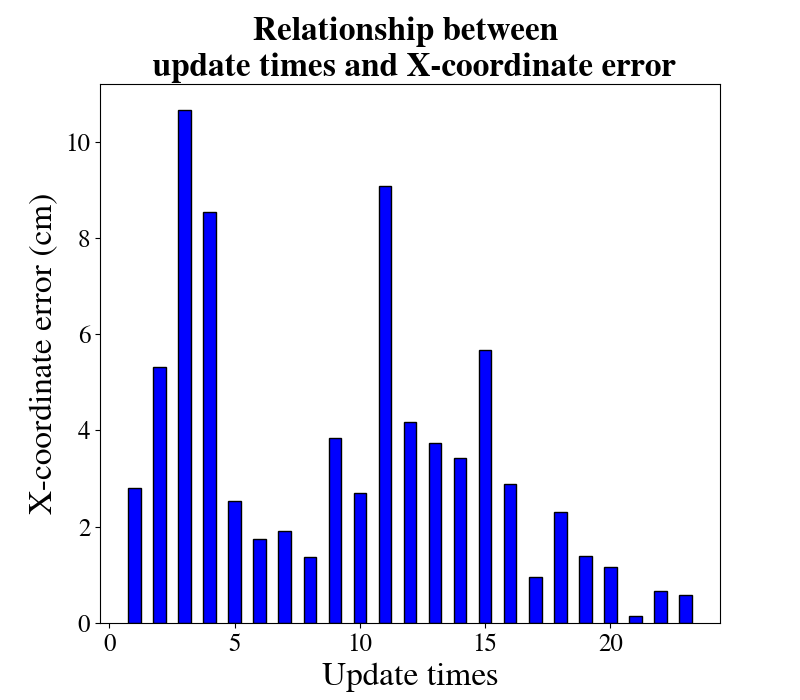 Relationship between
update times and X-coordinate error
X-coordinate error (cm)
10
8
6
4
2
0
0 5 10 15 20
Update times